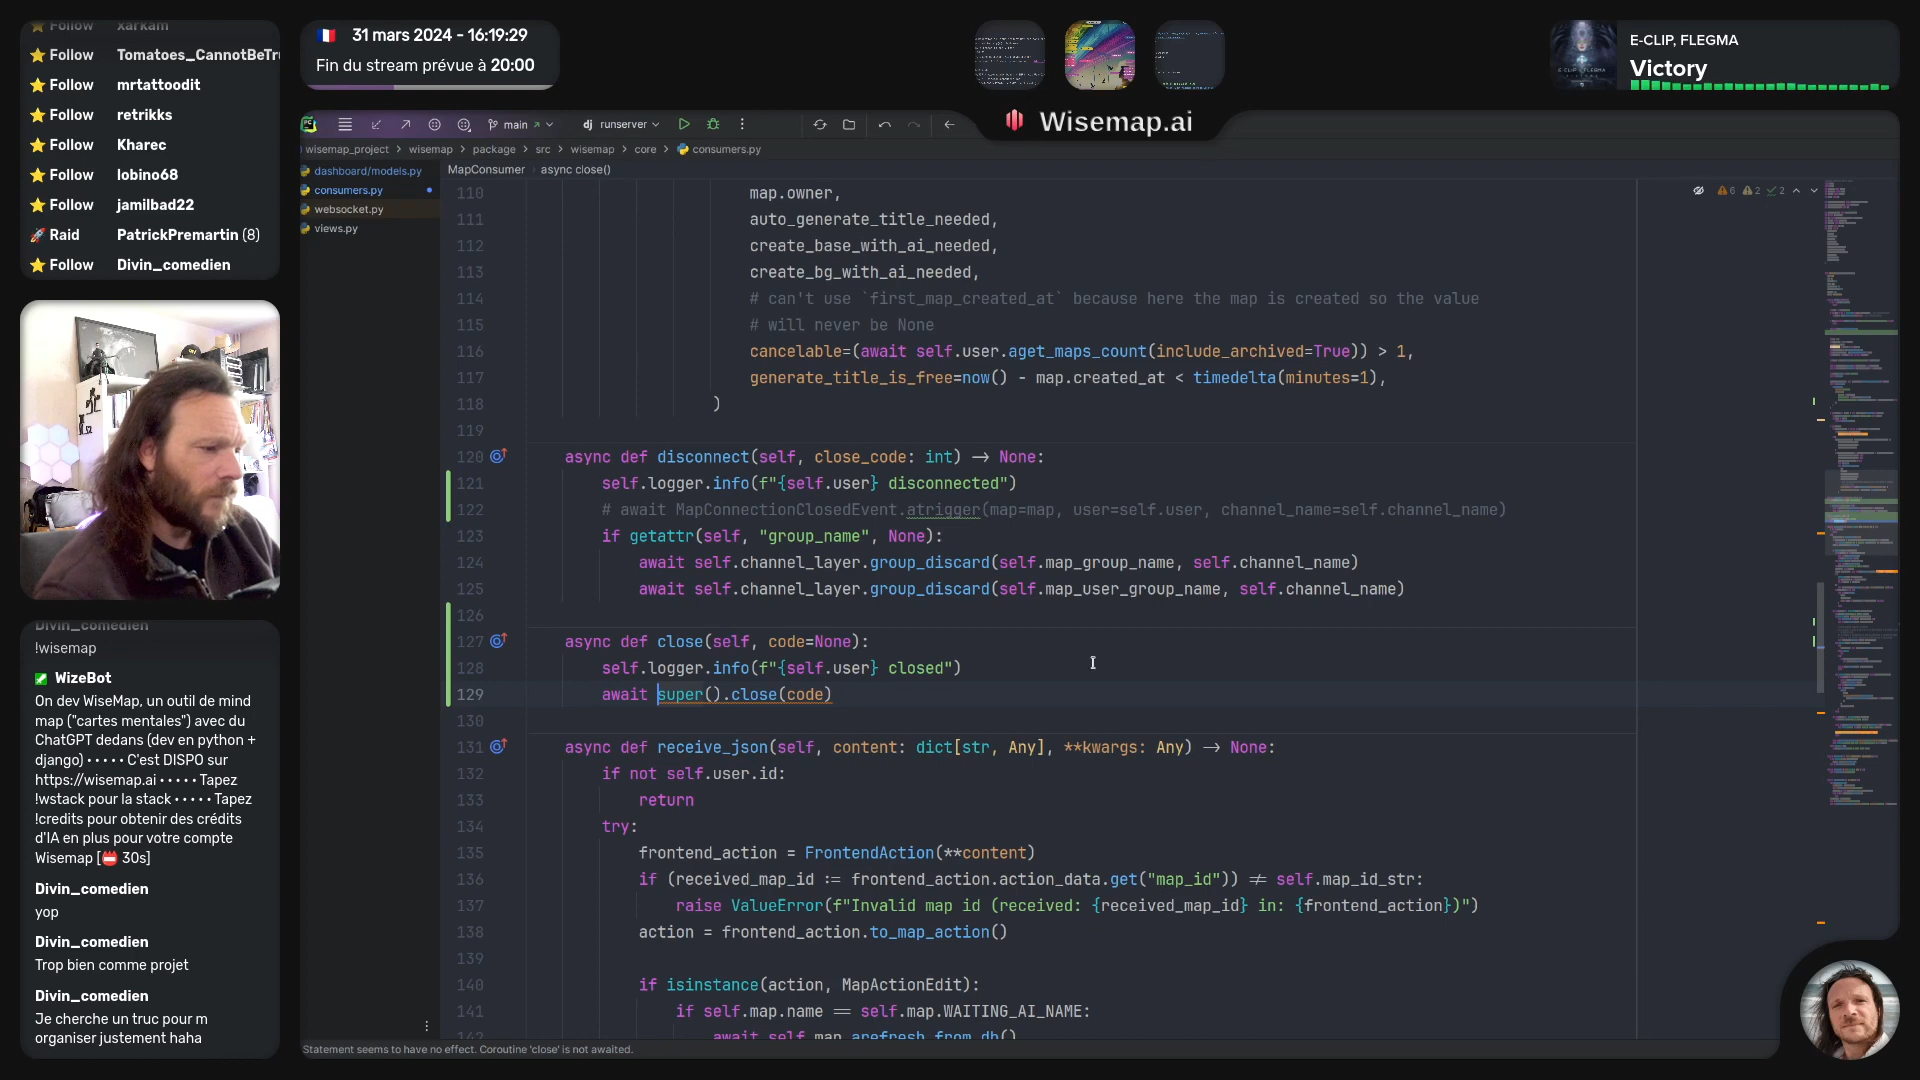 Follow xarkam
Follow Tomatoes_CannotBeTr
Follow mrtattoodit
Follow retrikks
Follow Kharec
Follow lobino68
Follow jamilbad22
Raid PatrickPremartin (8)
Follow Divin_comedien
31 mars 2024 - 16:19:29
Fin du stream prévue à 20:00
E-CLIP, FLEGMA
Victory
Wisemap.ai
main
dj runserver
wisemap_project > wisemap > package > src > wisemap > core > consumers.py
dashboard/models.py
consumers.py
websocket.py
views.py
MapConsumer > async close()
6 2 2
110 map.owner,
111 auto_generate_title_needed,
112 create_base_with_ai_needed,
113 create_bg_with_ai_needed,
114 # can't use `first_map_created_at` because here the map is created so the value
115 # will never be None
116 cancelable=(await self.user.aget_maps_count(include_archived=True)) > 1,
117 generate_title_is_free=now() - map.created_at < timedelta(minutes=1),
118 )
119
120 async def disconnect(self, close_code: int) -> None:
121 self.logger.info(f"{self.user} disconnected")
122 # await MapConnectionClosedEvent.atrigger(map=map, user=self.user, channel_name=self.channel_name)
123 if getattr(self, "group_name", None):
124 await self.channel_layer.group_discard(self.map_group_name, self.channel_name)
125 await self.channel_layer.group_discard(self.map_user_group_name, self.channel_name)
126
127 async def close(self, code=None):
128 self.logger.info(f"{self.user} closed")
129 await super().close(code)
130
131 async def receive_json(self, content: dict[str, Any], **kwargs: Any) -> None:
132 if not self.user.id:
133 return
134 try:
135 frontend_action = FrontendAction(**content)
136 if (received_map_id := frontend_action.action_data.get("map_id")) != self.map_id_str:
137 raise ValueError(f"Invalid map id (received: {received_map_id} in: {frontend_action})")
138 action = frontend_action.to_map_action()
139
140 if isinstance(action, MapActionEdit):
141 if self.map.name == self.map.WAITING_AI_NAME:
142 await self.map.arefresh_from_db()
Statement seems to have no effect. Coroutine 'close' is not awaited.
Divin_comedien
!wisemap
WizeBot
On dev WiseMap, un outil de mind
map ("cartes mentales") avec du
ChatGPT dedans (dev en python +
django) • • • • • C'est DISPO sur
https://wisemap.ai • • • • • Tapez
!wstack pour la stack • • • • • Tapez
!credits pour obtenir des crédits
d'IA en plus pour votre compte
Wisemap [📛 30s]
Divin_comedien
yop
Divin_comedien
Trop bien comme projet
Divin_comedien
Je cherche un truc pour m
organiser justement haha